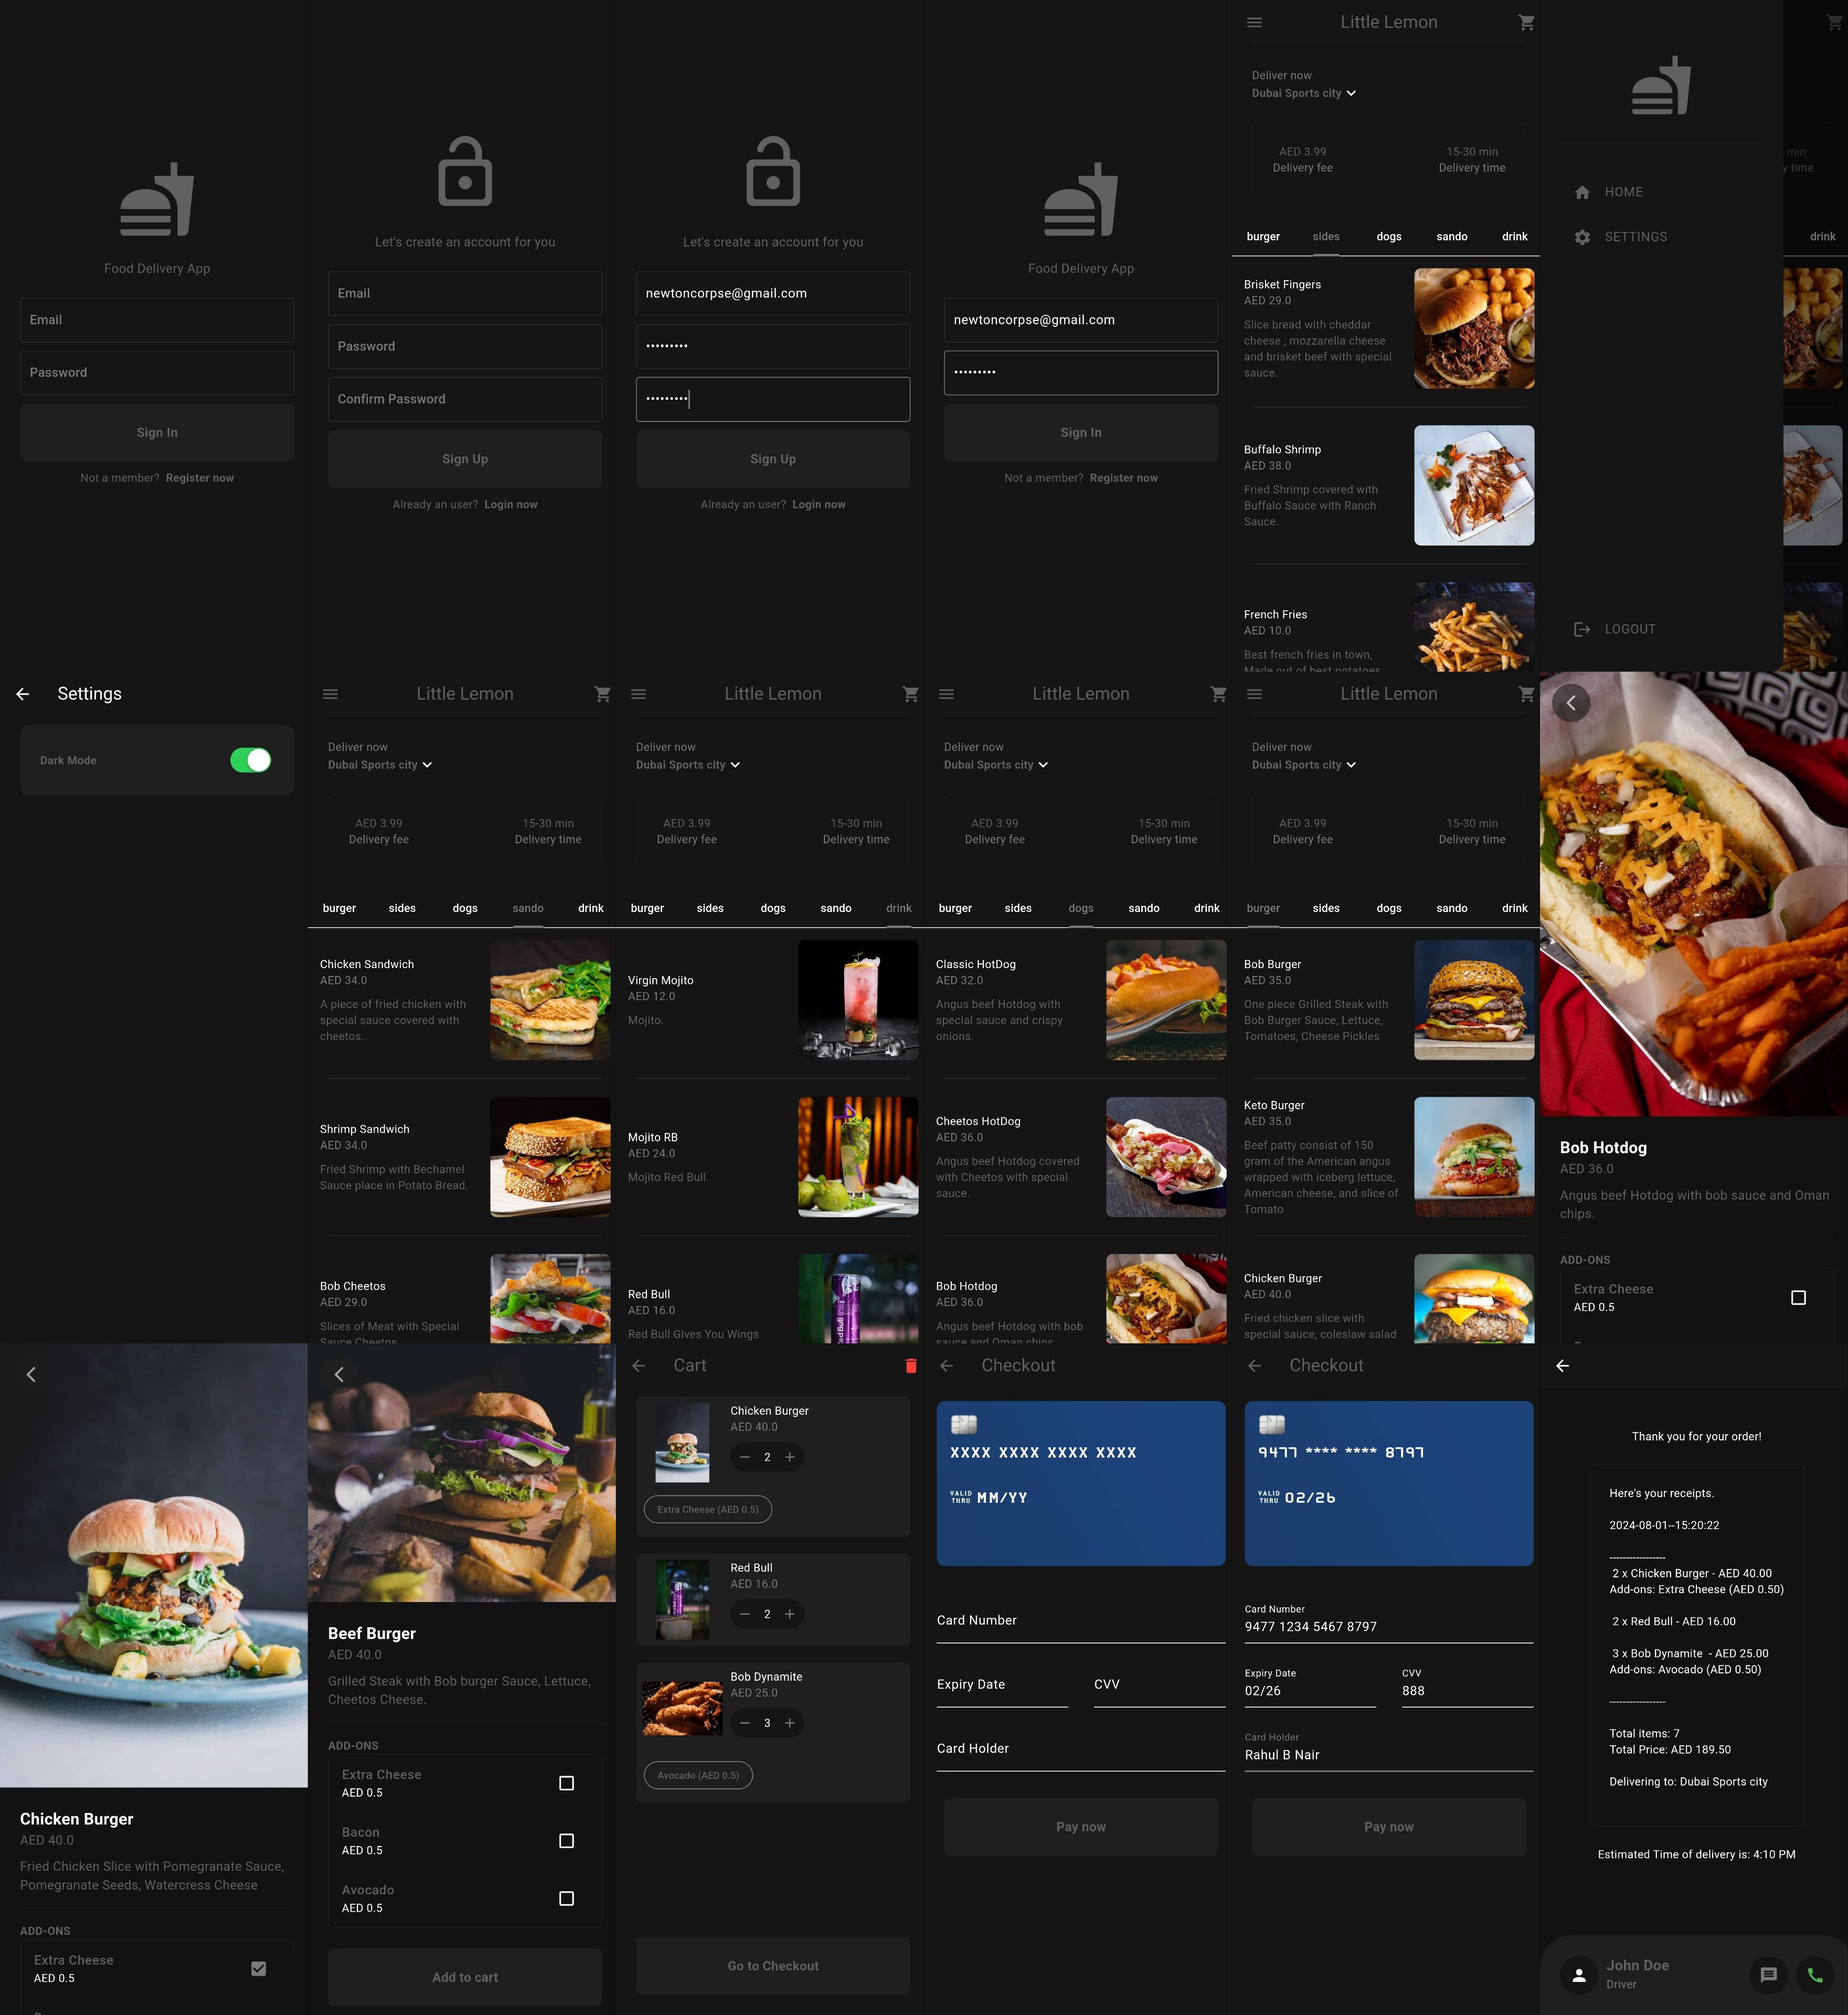 Food Delivery App
Email
Password
Sign In
Not a member? Register now
Let's create an account for you
Email
Password
Confirm Password
Sign Up
Already an user? Login now
Let's create an account for you
newtoncorpse@gmail.com
•••••••••
•••••••••
Sign Up
Already an user? Login now
Food Delivery App
newtoncorpse@gmail.com
•••••••••
Sign In
Not a member? Register now
Little Lemon
Deliver now
Dubai Sports city
AED 3.99
Delivery fee
15-30 min
Delivery time
burger sides dogs sando drink
Brisket Fingers
AED 29.0
Slice bread with cheddar
cheese , mozzarella cheese
and brisket beef with special
sauce.
Buffalo Shrimp
AED 38.0
Fried Shrimp covered with
Buffalo Sauce with Ranch
Sauce.
French Fries
AED 10.0
Best french fries in town,
Made out of best potatoes
HOME
SETTINGS
LOGOUT
min
y time
drink
Settings
Dark Mode
Little Lemon
Deliver now
Dubai Sports city
AED 3.99
Delivery fee
15-30 min
Delivery time
burger sides dogs sando drink
Chicken Sandwich
AED 34.0
A piece of fried chicken with
special sauce covered with
cheetos.
Shrimp Sandwich
AED 34.0
Fried Shrimp with Bechamel
Sauce place in Potato Bread.
Bob Cheetos
AED 29.0
Slices of Meat with Special
Sauce Cheetos
Little Lemon
Deliver now
Dubai Sports city
AED 3.99
Delivery fee
15-30 min
Delivery time
burger sides dogs sando drink
Virgin Mojito
AED 12.0
Mojito.
Mojito RB
AED 24.0
Mojito Red Bull.
Red Bull
AED 16.0
Red Bull Gives You Wings
Little Lemon
Deliver now
Dubai Sports city
AED 3.99
Delivery fee
15-30 min
Delivery time
burger sides dogs sando drink
Classic HotDog
AED 32.0
Angus beef Hotdog with
special sauce and crispy
onions.
Cheetos HotDog
AED 36.0
Angus beef Hotdog covered
with Cheetos with special
sauce.
Bob Hotdog
AED 36.0
Angus beef Hotdog with bob
sauce and Oman chips
Little Lemon
Deliver now
Dubai Sports city
AED 3.99
Delivery fee
15-30 min
Delivery time
burger sides dogs sando drink
Bob Burger
AED 35.0
One piece Grilled Steak with
Bob Burger Sauce, Lettuce,
Tomatoes, Cheese Pickles
Keto Burger
AED 35.0
Beef patty consist of 150
gram of the American angus
wrapped with iceberg lettuce,
American cheese, and slice of
Tomato
Chicken Burger
AED 40.0
Fried chicken slice with
special sauce, coleslaw salad
Bob Hotdog
AED 36.0
Angus beef Hotdog with bob sauce and Oman
chips.
ADD-ONS
Extra Cheese
AED 0.5
Chicken Burger
AED 40.0
Fried Chicken Slice with Pomegranate Sauce,
Pomegranate Seeds, Watercress Cheese
ADD-ONS
Extra Cheese
AED 0.5
Beef Burger
AED 40.0
Grilled Steak with Bob burger Sauce, Lettuce,
Cheetos Cheese.
ADD-ONS
Extra Cheese
AED 0.5
Bacon
AED 0.5
Avocado
AED 0.5
Add to cart
Cart
Chicken Burger
AED 40.0
2
Extra Cheese (AED 0.5)
Red Bull
AED 16.0
2
Bob Dynamite
AED 25.0
3
Avocado (AED 0.5)
Go to Checkout
Checkout
XXXX XXXX XXXX XXXX
VALID
THRU MM/YY
Card Number
Expiry Date CVV
Card Holder
Pay now
Checkout
9477 **** **** 8797
VALID
THRU 02/26
Card Number
9477 1234 5467 8797
Expiry Date CVV
02/26 888
Card Holder
Rahul B Nair
Pay now
Thank you for your order!
Here's your receipts.
2024-08-01--15:20:22
-----------------
2 x Chicken Burger - AED 40.00
Add-ons: Extra Cheese (AED 0.50)
2 x Red Bull - AED 16.00
3 x Bob Dynamite - AED 25.00
Add-ons: Avocado (AED 0.50)
-----------------
Total items: 7
Total Price: AED 189.50
Delivering to: Dubai Sports city
Estimated Time of delivery is: 4:10 PM
John Doe
Driver